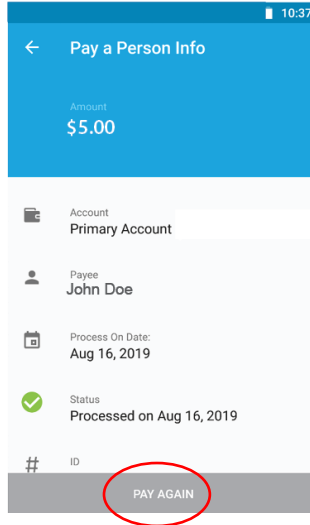 10:37
Pay a Person Info
Amount
$5.00
Account
Primary Account
Payee
John Doe
Process On Date:
Aug 16, 2019
Status
Processed on Aug 16, 2019
# ID
PAY AGAIN